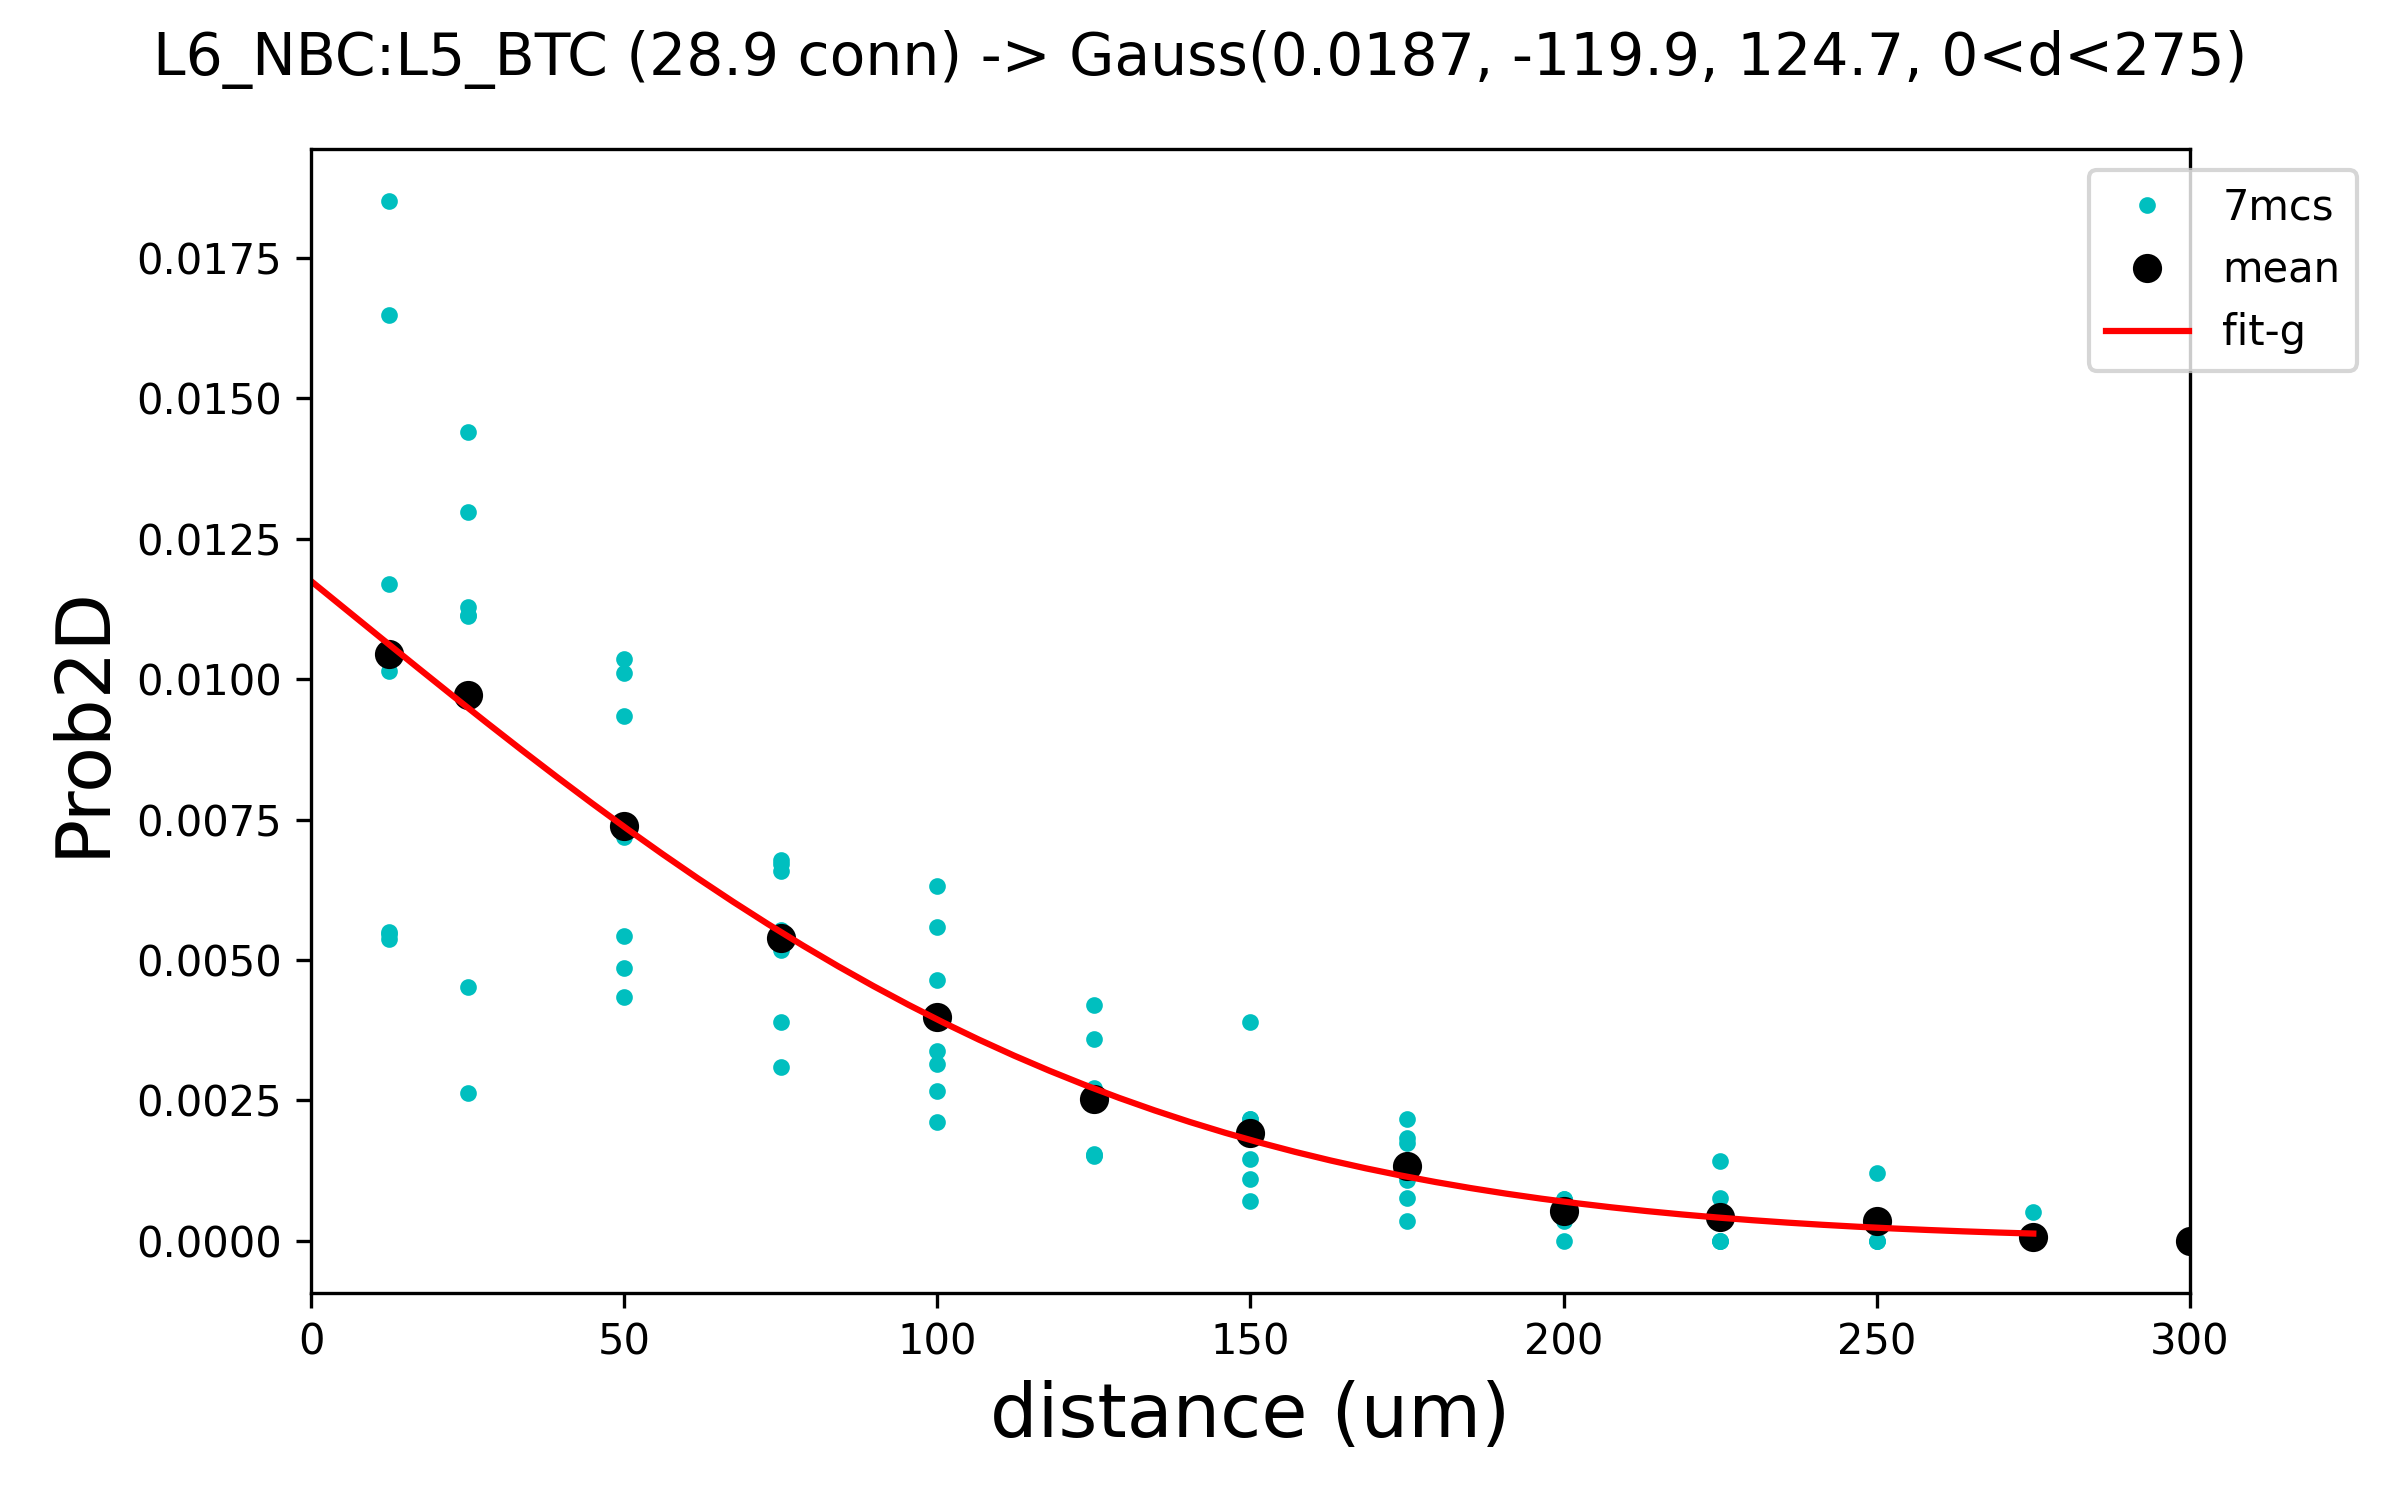 L6_NBC:L5_BTC (28.9 conn) -> Gauss(0.0187, -119.9, 124.7, 0<d<275)
7mcs
mean
fit-g
Prob2D
0.0175
0.0150
0.0125
0.0100
0.0075
0.0050
0.0025
0.0000
0 50 100 150 200 250 300
distance (um)